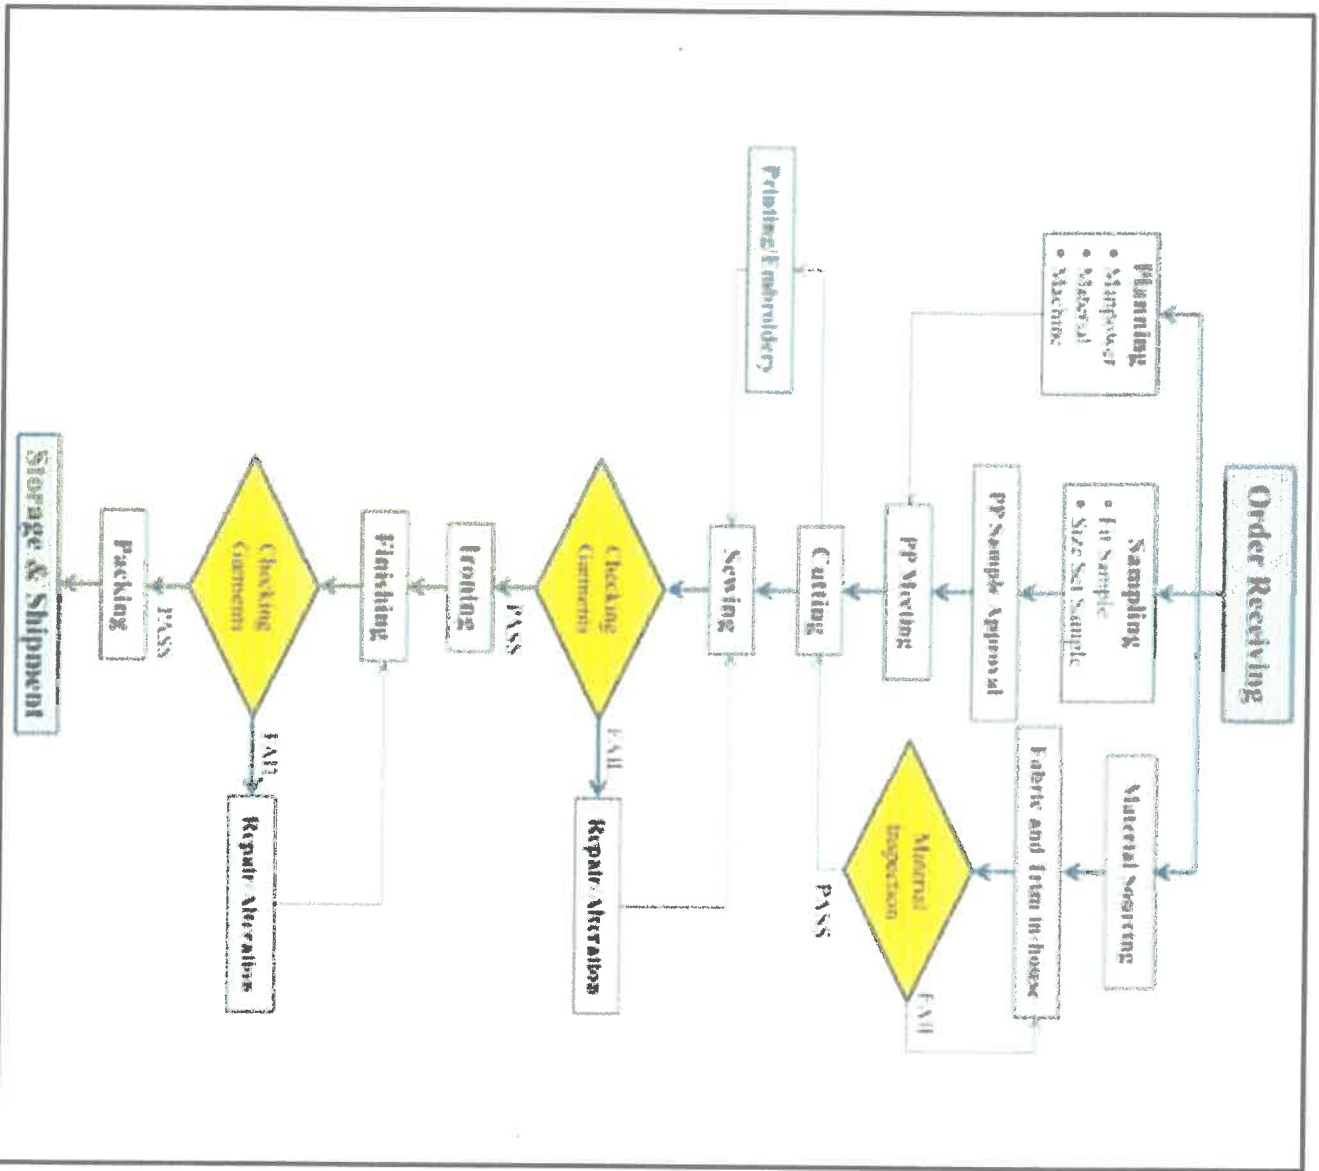 Order Receiving
Planning
• Manpower
• Material
• Machine
Sampling
• Fit Sample
• Size Set Sample
Material Sourcing
PP Sample Approval
Fabric and Trim in-house
PP Meeting
Material
Inspection
FAIL
PASS
Cutting
Printing/Embroidery
Sewing
Checking
Garments
FAIL
Repair/Alteration
PASS
Ironing
Finishing
Checking
Garments
FAIL
Repair/Alteration
PASS
Packing
Storage & Shipment